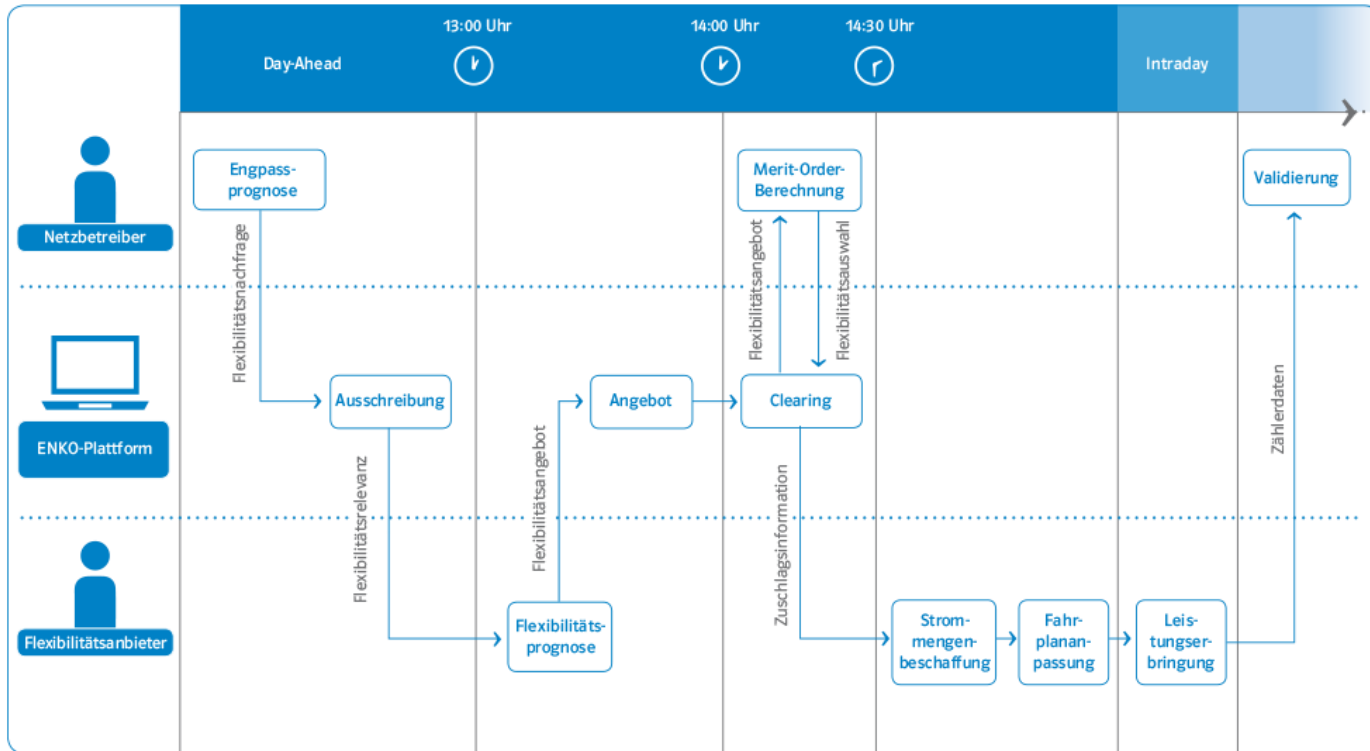 13:00 Uhr
14:00 Uhr
14:30 Uhr
Day-Ahead
Intraday
Netzbetreiber
Engpass-
prognose
Merit-Order-
Berechnung
Validierung
Flexibilitätsnachfrage
Flexibilitätsangebot
Flexibilitätsauswahl
ENKO-Plattform
Ausschreibung
Angebot
Clearing
Flexibilitätsrelevanz
Flexibilitätsangebot
Zuschlagsinformation
Zählerdaten
Flexibilitätsanbieter
Flexibilitäts-
prognose
Strom-
mengen-
beschaffung
Fahr-
planan-
passung
Leis-
tungser-
bringung